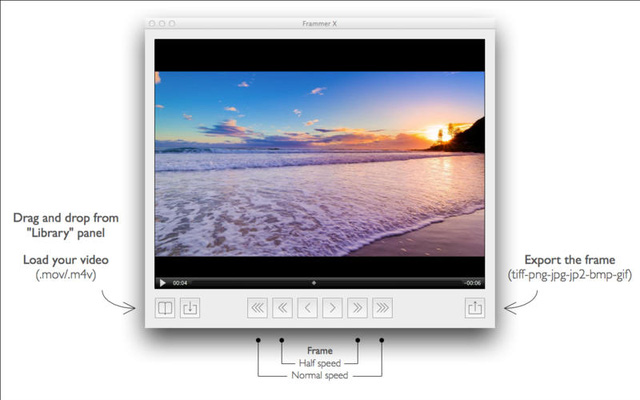 Frammer X
Drag and drop from
"Library" panel
Load your video
(.mov/.m4v)
00:04
-00:06
Export the frame
(tiff-png-jpg-jp2-bmp-gif)
Frame
Half speed
Normal speed